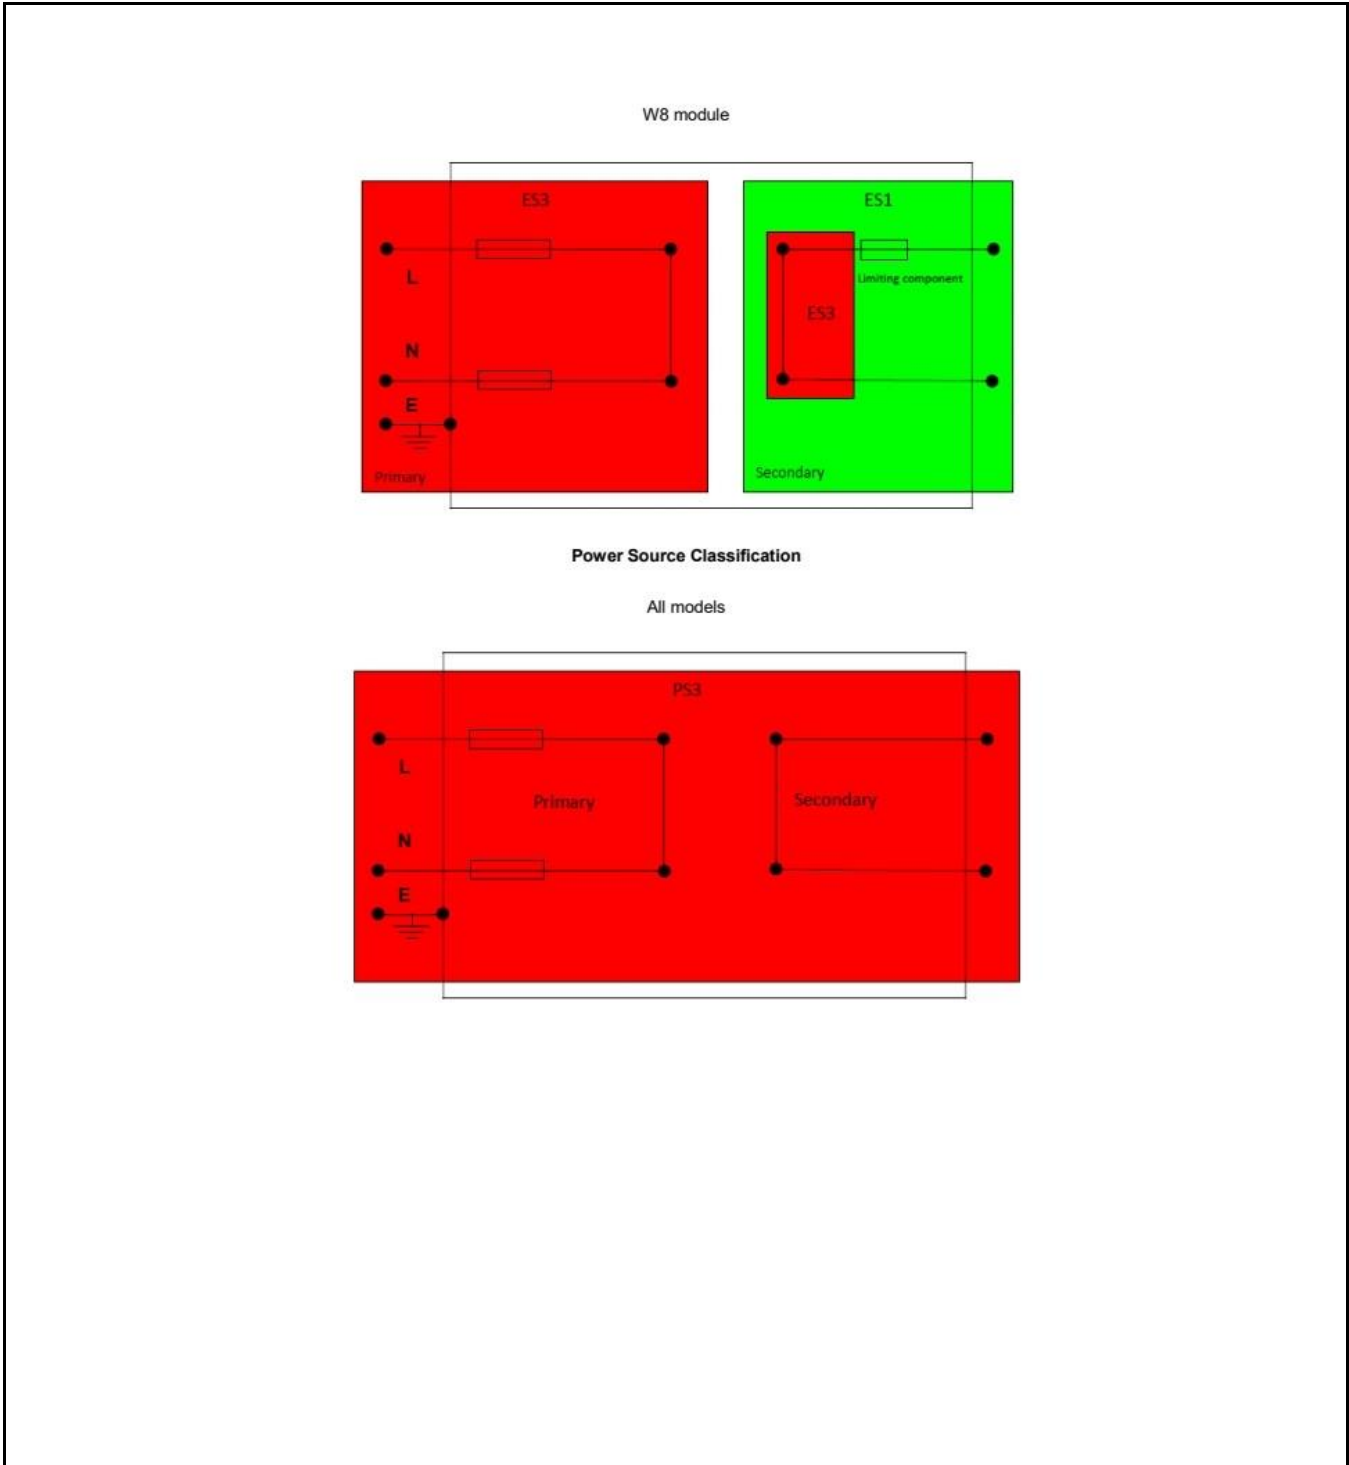 W8 module
ES3
ES1
L
Limiting component
ES3
N
E
Primary
Secondary
Power Source Classification
All models
PS3
L
Primary
Secondary
N
E